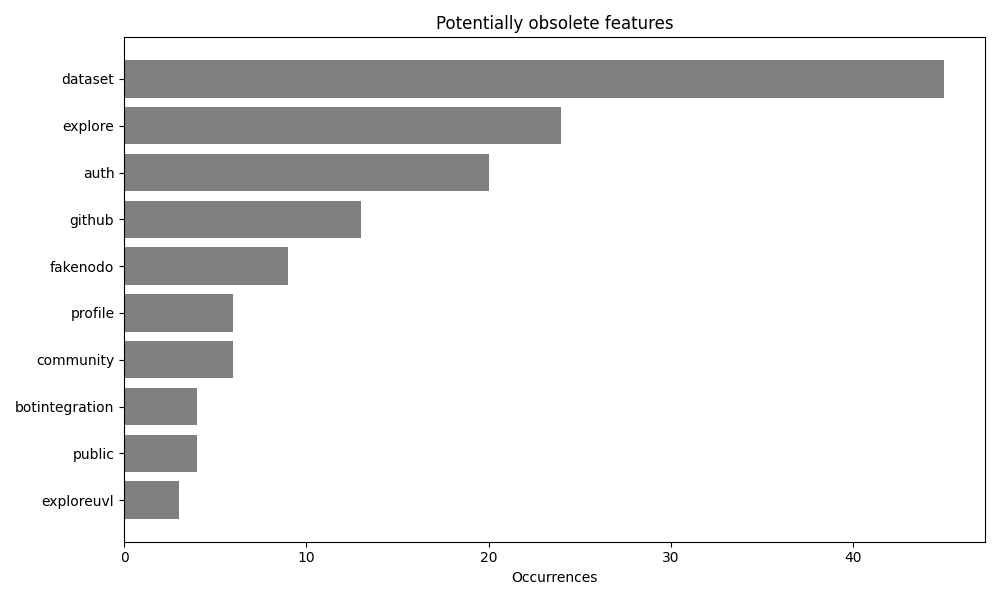 Potentially obsolete features
dataset
explore
auth
github
fakenodo
profile
community
botintegration
public
exploreuvl
0 10 20 30 40
Occurrences